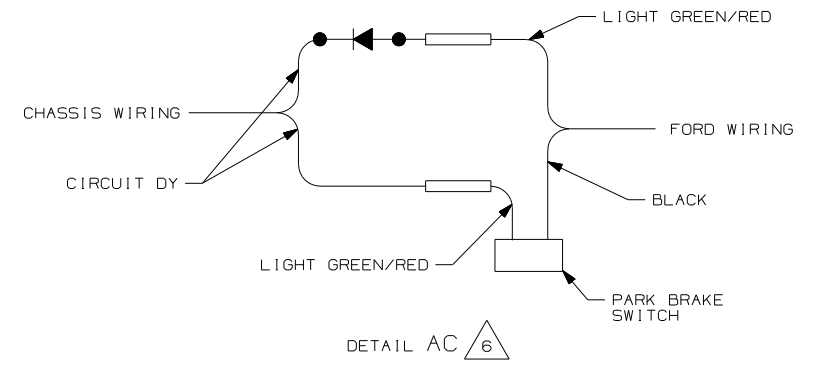 LIGHT GREEN/RED
CHASSIS WIRING
FORD WIRING
CIRCUIT DY
BLACK
LIGHT GREEN/RED
PARK BRAKE
SWITCH
DETAIL AC 6